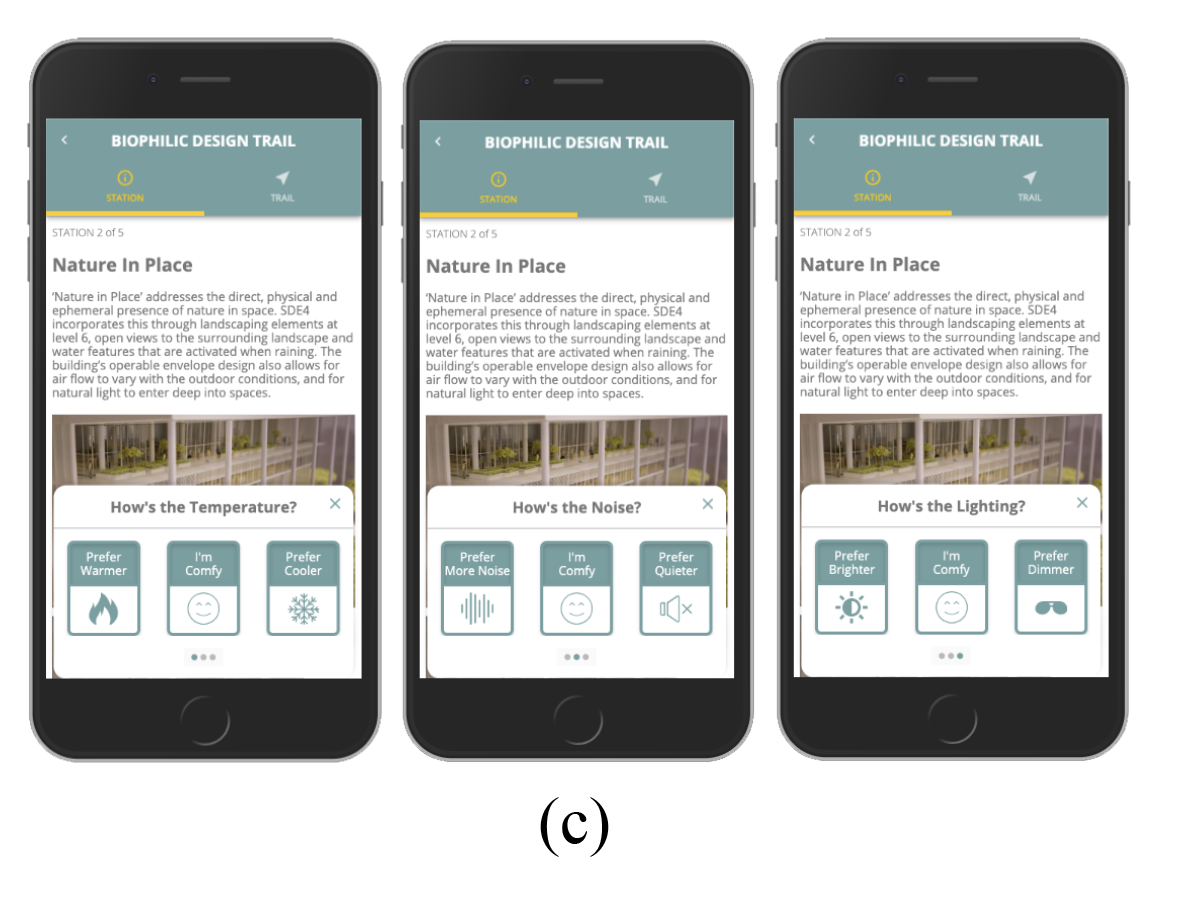 BIOPHILIC DESIGN TRAIL
STATION
TRAIL
STATION 2 of 5
Nature In Place
‘Nature in Place’ addresses the direct, physical and
ephemeral presence of nature in space. SDE4
incorporates this through landscaping elements at
level 6, open views to the surrounding landscape and
water features that are activated when raining. The
building’s operable envelope design also allows for
air flow to vary with the outdoor conditions, and for
natural light to enter deep into spaces.
How's the Temperature?
Prefer
Warmer
I'm
Comfy
Prefer
Cooler
BIOPHILIC DESIGN TRAIL
STATION
TRAIL
STATION 2 of 5
Nature In Place
‘Nature in Place’ addresses the direct, physical and
ephemeral presence of nature in space. SDE4
incorporates this through landscaping elements at
level 6, open views to the surrounding landscape and
water features that are activated when raining. The
building’s operable envelope design also allows for
air flow to vary with the outdoor conditions, and for
natural light to enter deep into spaces.
How's the Noise?
Prefer
More Noise
I'm
Comfy
Prefer
Quieter
BIOPHILIC DESIGN TRAIL
STATION
TRAIL
STATION 2 of 5
Nature In Place
‘Nature in Place’ addresses the direct, physical and
ephemeral presence of nature in space. SDE4
incorporates this through landscaping elements at
level 6, open views to the surrounding landscape and
water features that are activated when raining. The
building’s operable envelope design also allows for
air flow to vary with the outdoor conditions, and for
natural light to enter deep into spaces.
How's the Lighting?
Prefer
Brighter
I'm
Comfy
Prefer
Dimmer
(c)